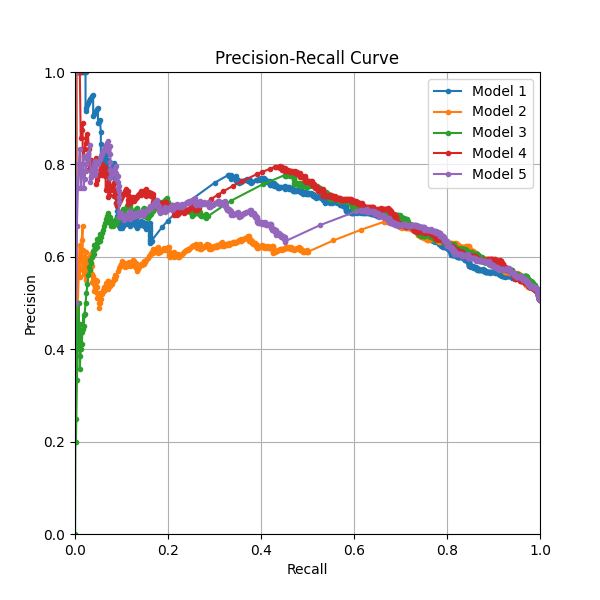 Precision-Recall Curve
1.0
0.8
0.6
0.4
0.2
0.0
Precision
Model 1
Model 2
Model 3
Model 4
Model 5
0.0 0.2 0.4 0.6 0.8 1.0
Recall